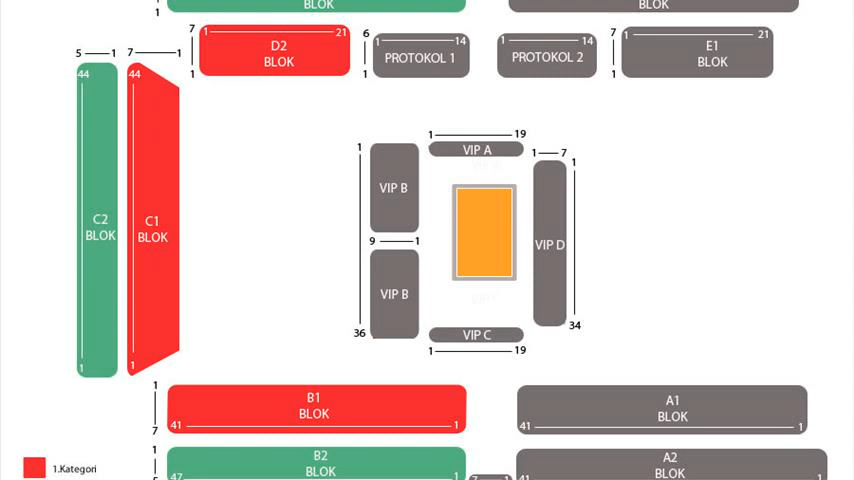 1
BLOK
BLOK
7
1
1 21
D2
BLOK
6
1
1 14
PROTOKOL 1
1 14
PROTOKOL 2
7
1
1 21
E1
BLOK
5 1
7 1
44
1
C2
BLOK
44
1
C1
BLOK
1 19
VIP A
1
36
VIP B
9 1
VIP B
1 7
1
34
VIP D
VIP C
1 19
1
7
B1
BLOK
41 1
A1
BLOK
41 1
1
B2
BLOK
47 1
7 1
A2
BLOK
41 1
1.Kategori